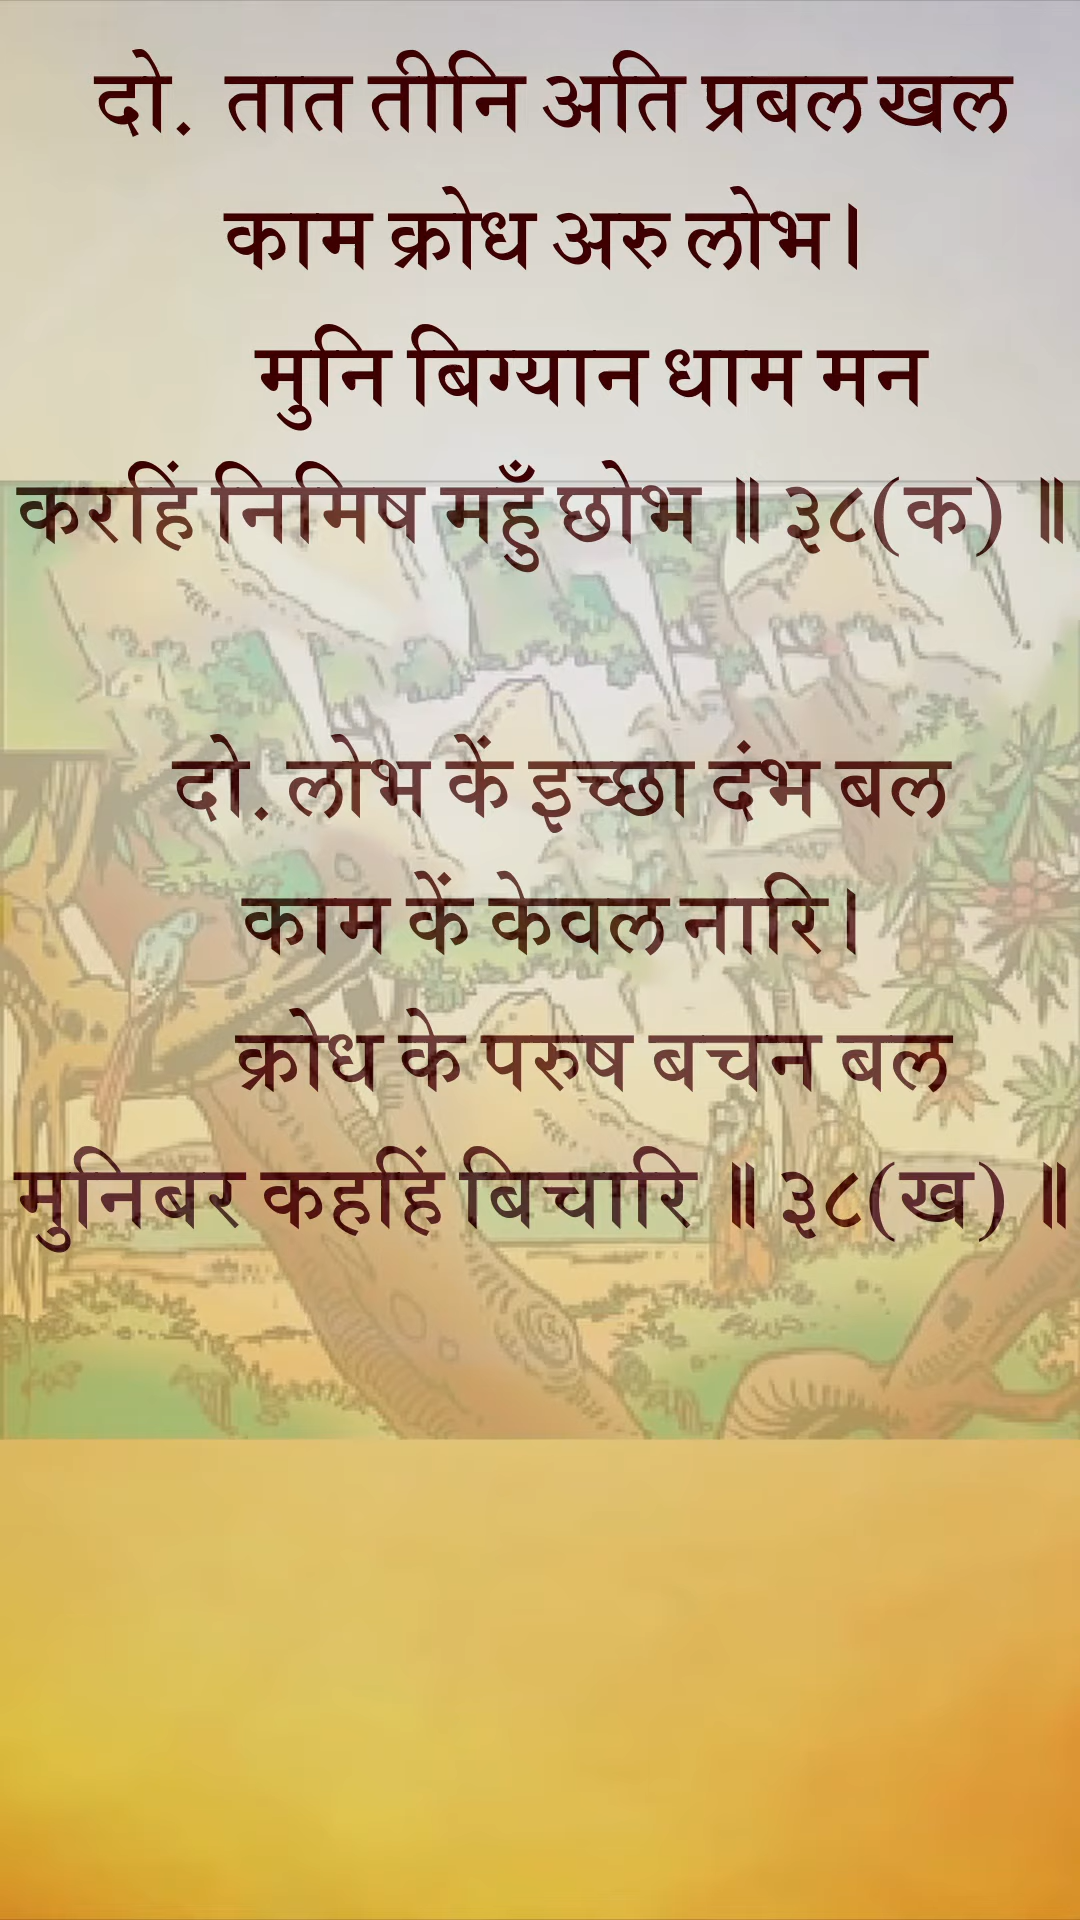 दो. तात तीनि अति प्रबल खल
काम क्रोध अरु लोभ।
मुनि बिग्यान धाम मन
करहिं निमिष महुँ छोभ ॥ ३८(क) ॥
दो. लोभ कें इच्छा दंभ बल
काम कें केवल नारि।
क्रोध के परुष बचन बल
मुनिबर कहहिं बिचारि ॥ ३८(ख) ॥